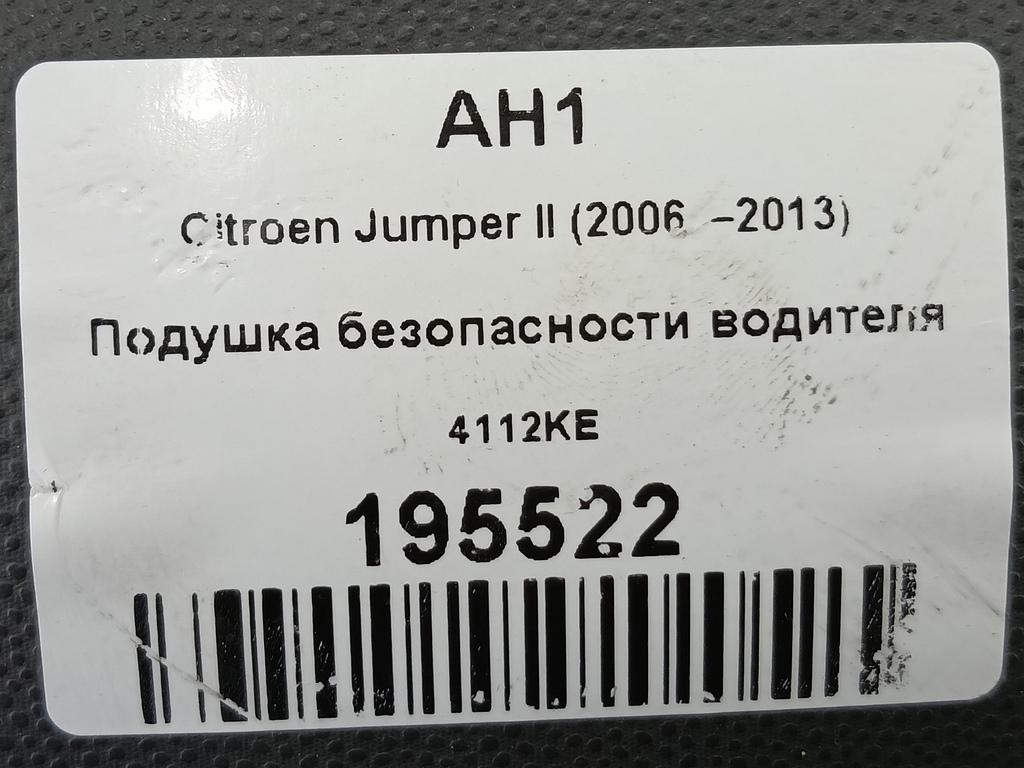 AH1
Citroen Jumper II (2006 –2013)
Подушка безопасности водителя
4112KE
195522